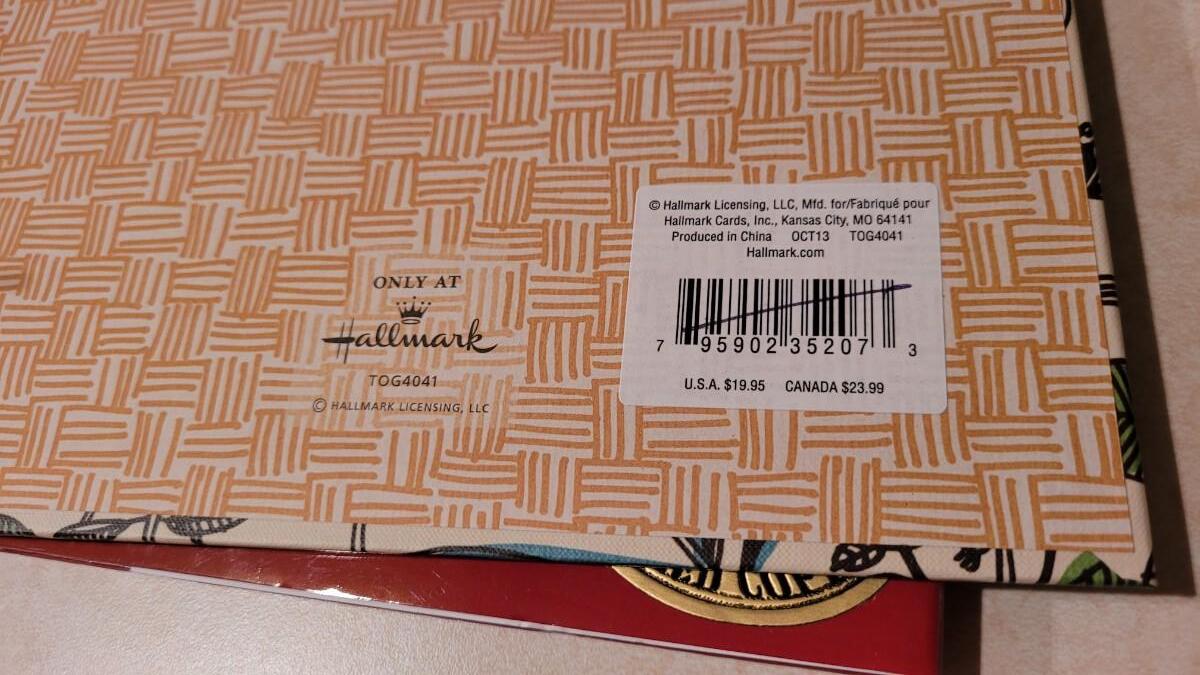 © Hallmark Licensing, LLC, Mfd. for/Fabriqué pour
Hallmark Cards, Inc., Kansas City, MO 64141
Produced in China OCT13 TOG4041
Hallmark.com
7 95902 35207 3
U.S.A. $19.95 CANADA $23.99
ONLY AT
Hallmark
TOG4041
© HALLMARK LICENSING, LLC